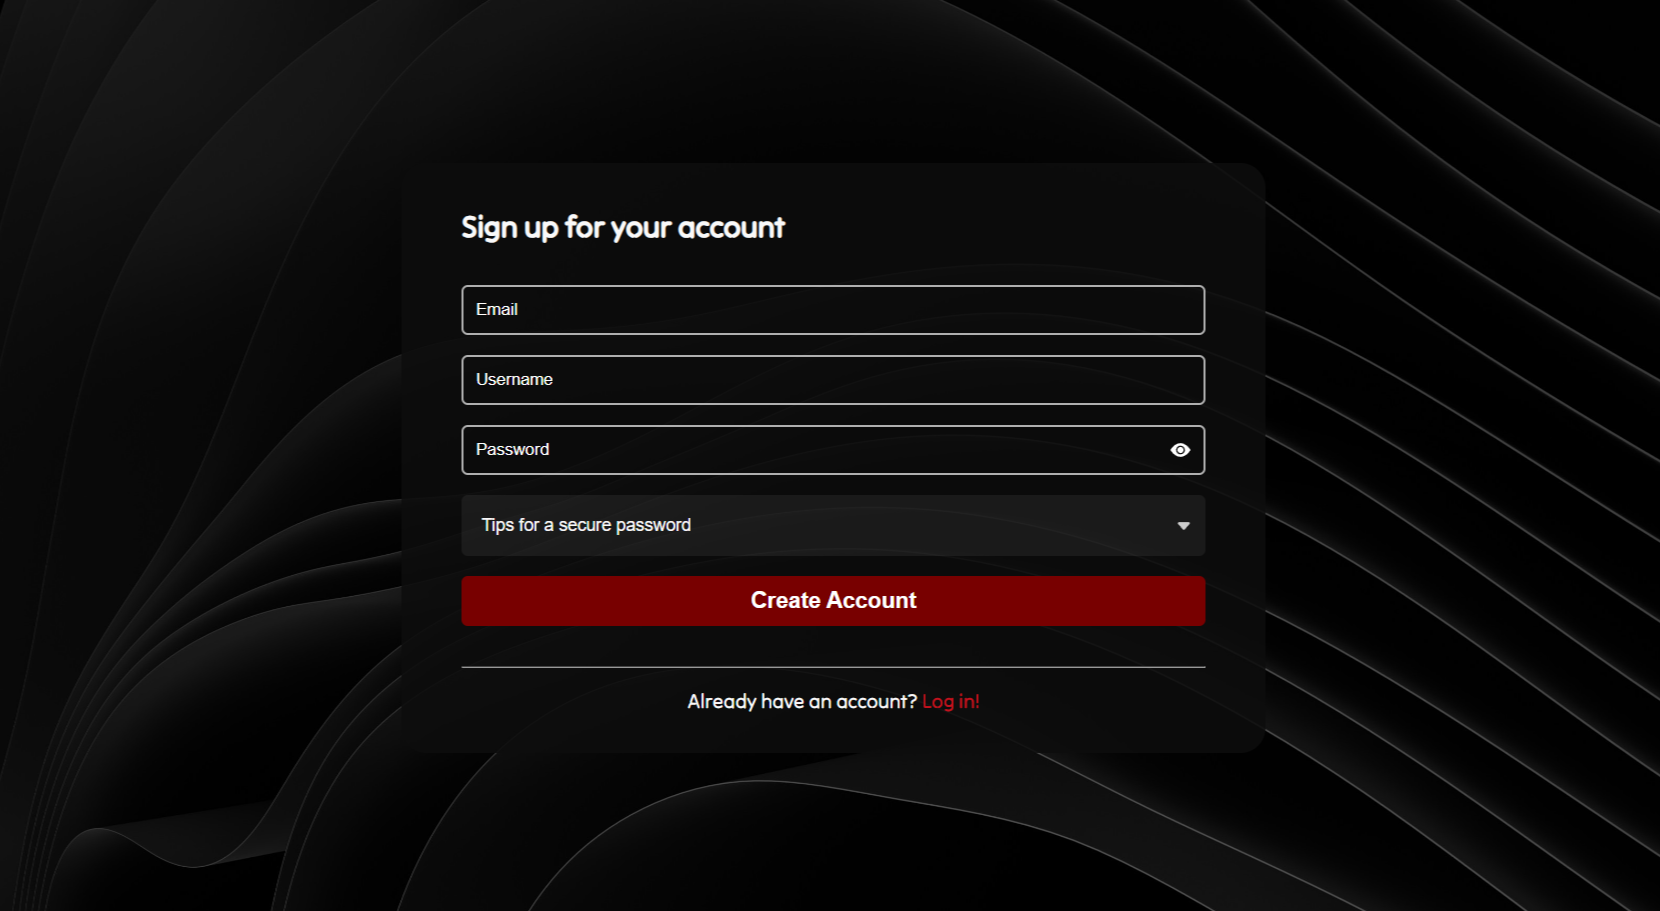 Sign up for your account
Email
Username
Password
Tips for a secure password
Create Account
Already have an account? Log in!